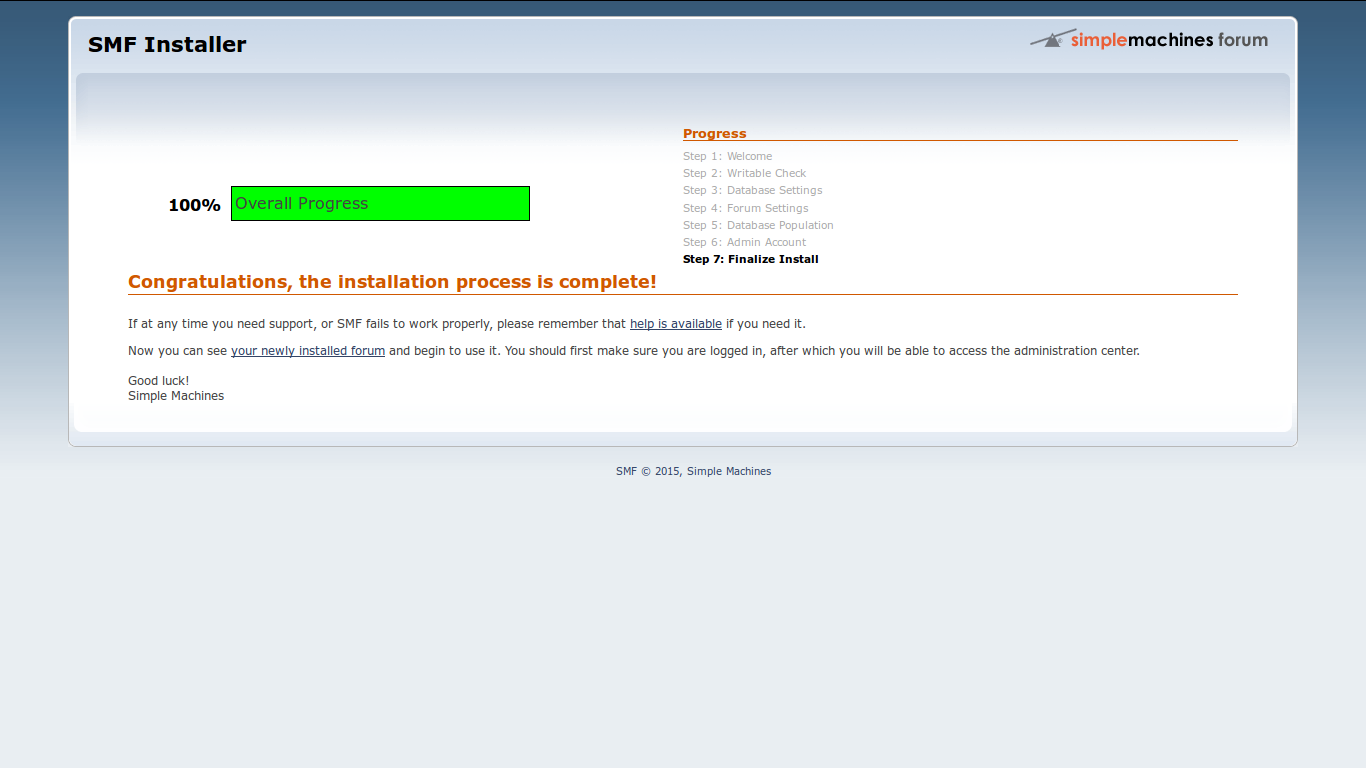 SMF Installer
simplemachines forum
Progress
Step 1: Welcome
Step 2: Writable Check
Step 3: Database Settings
Step 4: Forum Settings
Step 5: Database Population
Step 6: Admin Account
Step 7: Finalize Install
100% Overall Progress
Congratulations, the installation process is complete!
If at any time you need support, or SMF fails to work properly, please remember that help is available if you need it.
Now you can see your newly installed forum and begin to use it. You should first make sure you are logged in, after which you will be able to access the administration center.
Good luck!
Simple Machines
SMF © 2015, Simple Machines